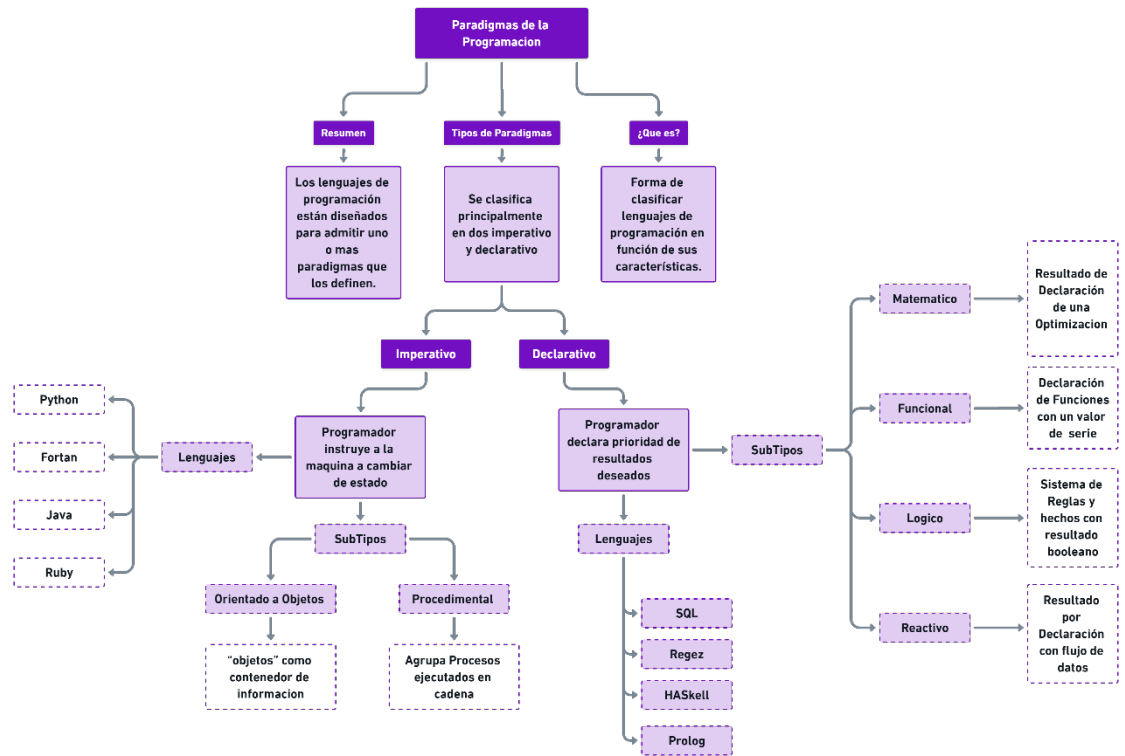 Paradigmas de la
Programacion
Resumen
Tipos de Paradigmas
¿Que es?
Los lenguajes de
programación
están diseñados
para admitir uno
o mas
paradigmas que
los definen.
Se clasifica
principalmente
en dos imperativo
y declarativo
Forma de
clasificar
lenguajes de
programación en
función de sus
características.
Imperativo
Declarativo
Programador
instruye a la
maquina a cambiar
de estado
Lenguajes
Python
Fortan
Java
Ruby
SubTipos
Orientado a Objetos
Procedimental
“objetos” como
contenedor de
informacion
Agrupa Procesos
ejecutados en
cadena
Programador
declara prioridad de
resultados
deseados
Lenguajes
SQL
Regez
HASkell
Prolog
SubTipos
Matematico
Resultado de
Declaración
de una
Optimizacion
Funcional
Declaración
de Funciones
con un valor
de serie
Logico
Sistema de
Reglas y
hechos con
resultado
booleano
Reactivo
Resultado
por
Declaración
con flujo de
datos